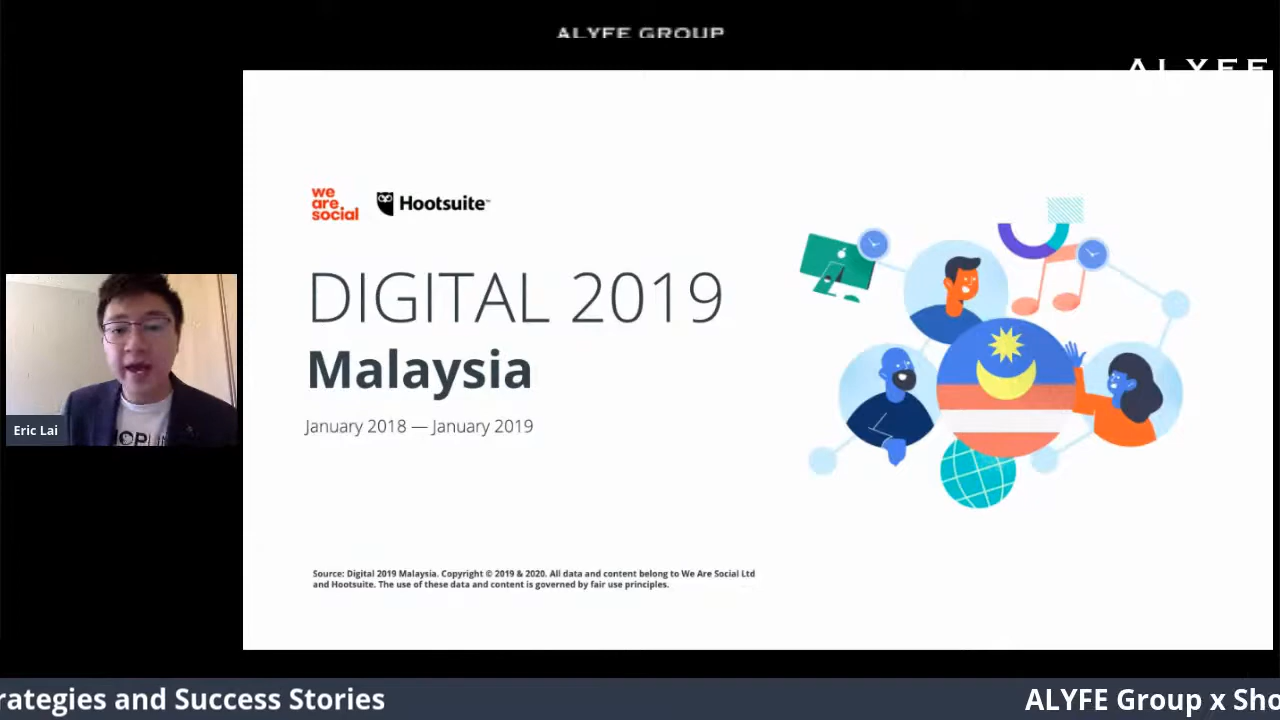 ALYFE GROUP
ALYFE
we
are
social
Hootsuite™
DIGITAL 2019
Malaysia
January 2018 — January 2019
Eric Lai
Source: Digital 2019 Malaysia. Copyright © 2019 & 2020. All data and content belong to We Are Social Ltd
and Hootsuite. The use of these data and content is governed by fair use principles.
rategies and Success Stories
ALYFE Group x Sho